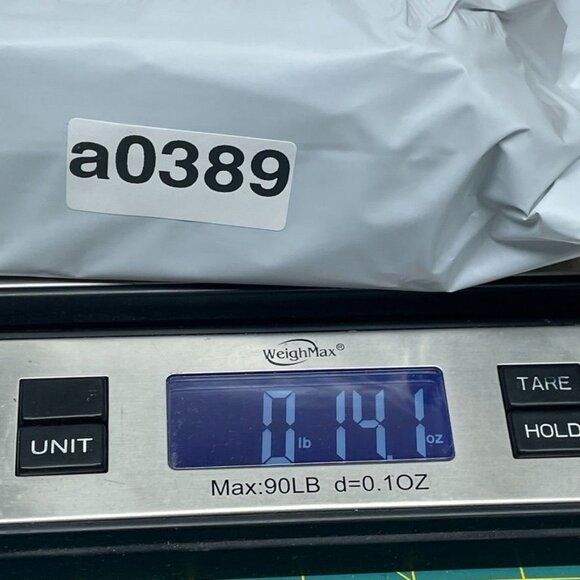 a0389
WeighMax®
TARE
UNIT
0 lb 14.1 oz
HOLD
Max:90LB d=0.1OZ